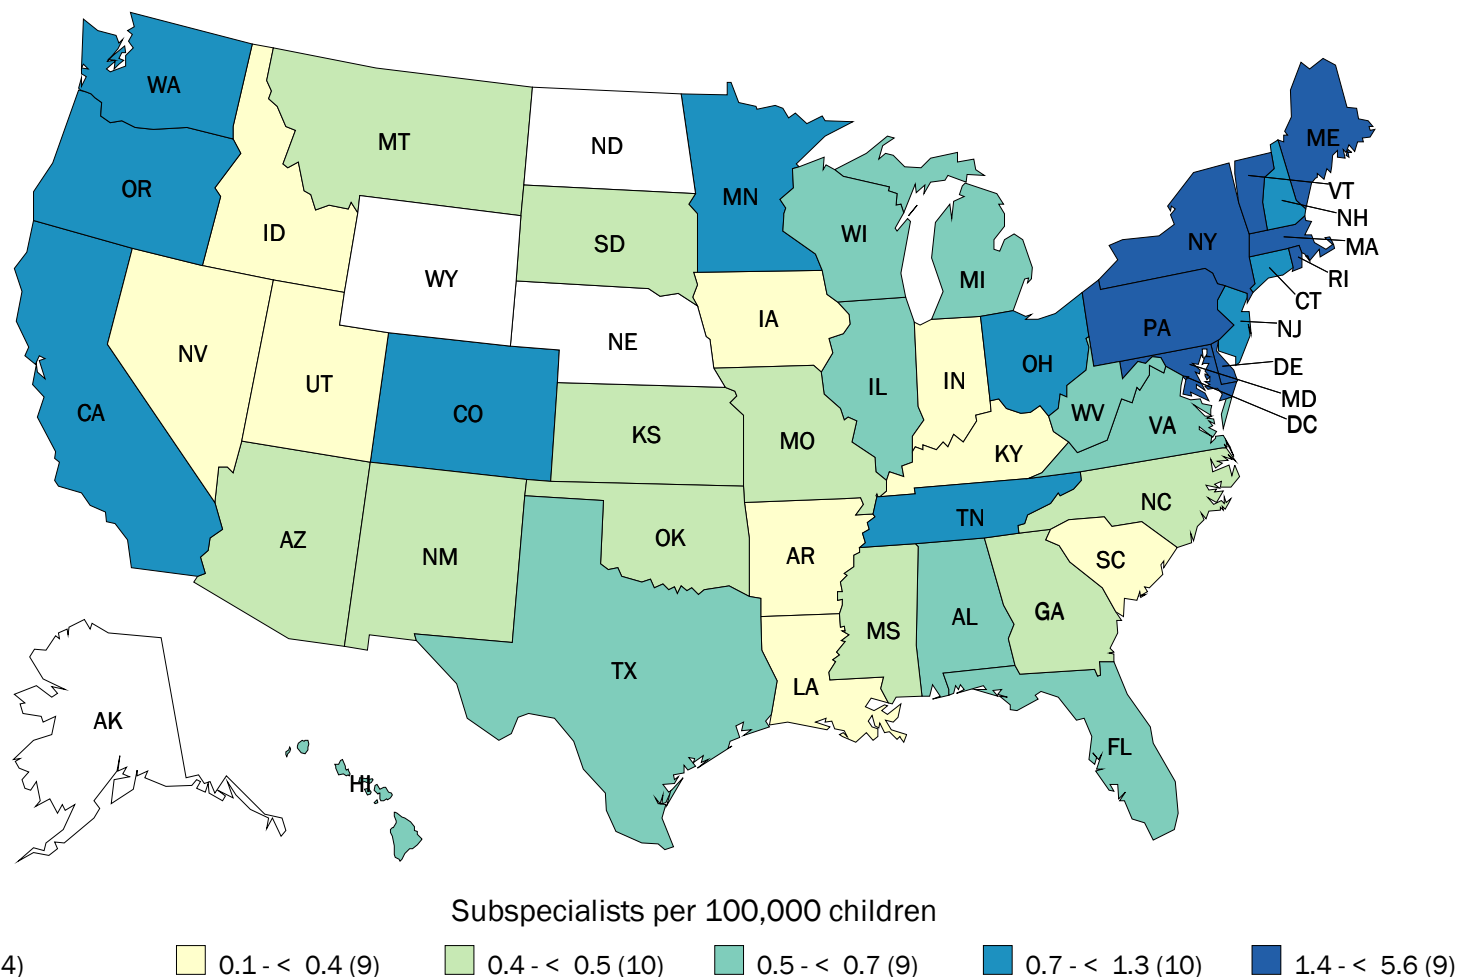 WA
MT
ND
ME
OR
MN
VT
ID
SD
WI
NH
NY
MA
WY
MI
RI
CT
IA
PA
NJ
NV
NE
OH
DE
UT
IL
IN
MD
CA
CO
WV
DC
KS
MO
VA
KY
NC
TN
AZ
NM
OK
AR
SC
MS
AL
GA
TX
LA
AK
FL
HI
Subspecialists per 100,000 children
4)
0.1 - < 0.4 (9)
0.4 - < 0.5 (10)
0.5 - < 0.7 (9)
0.7 - < 1.3 (10)
1.4 - < 5.6 (9)